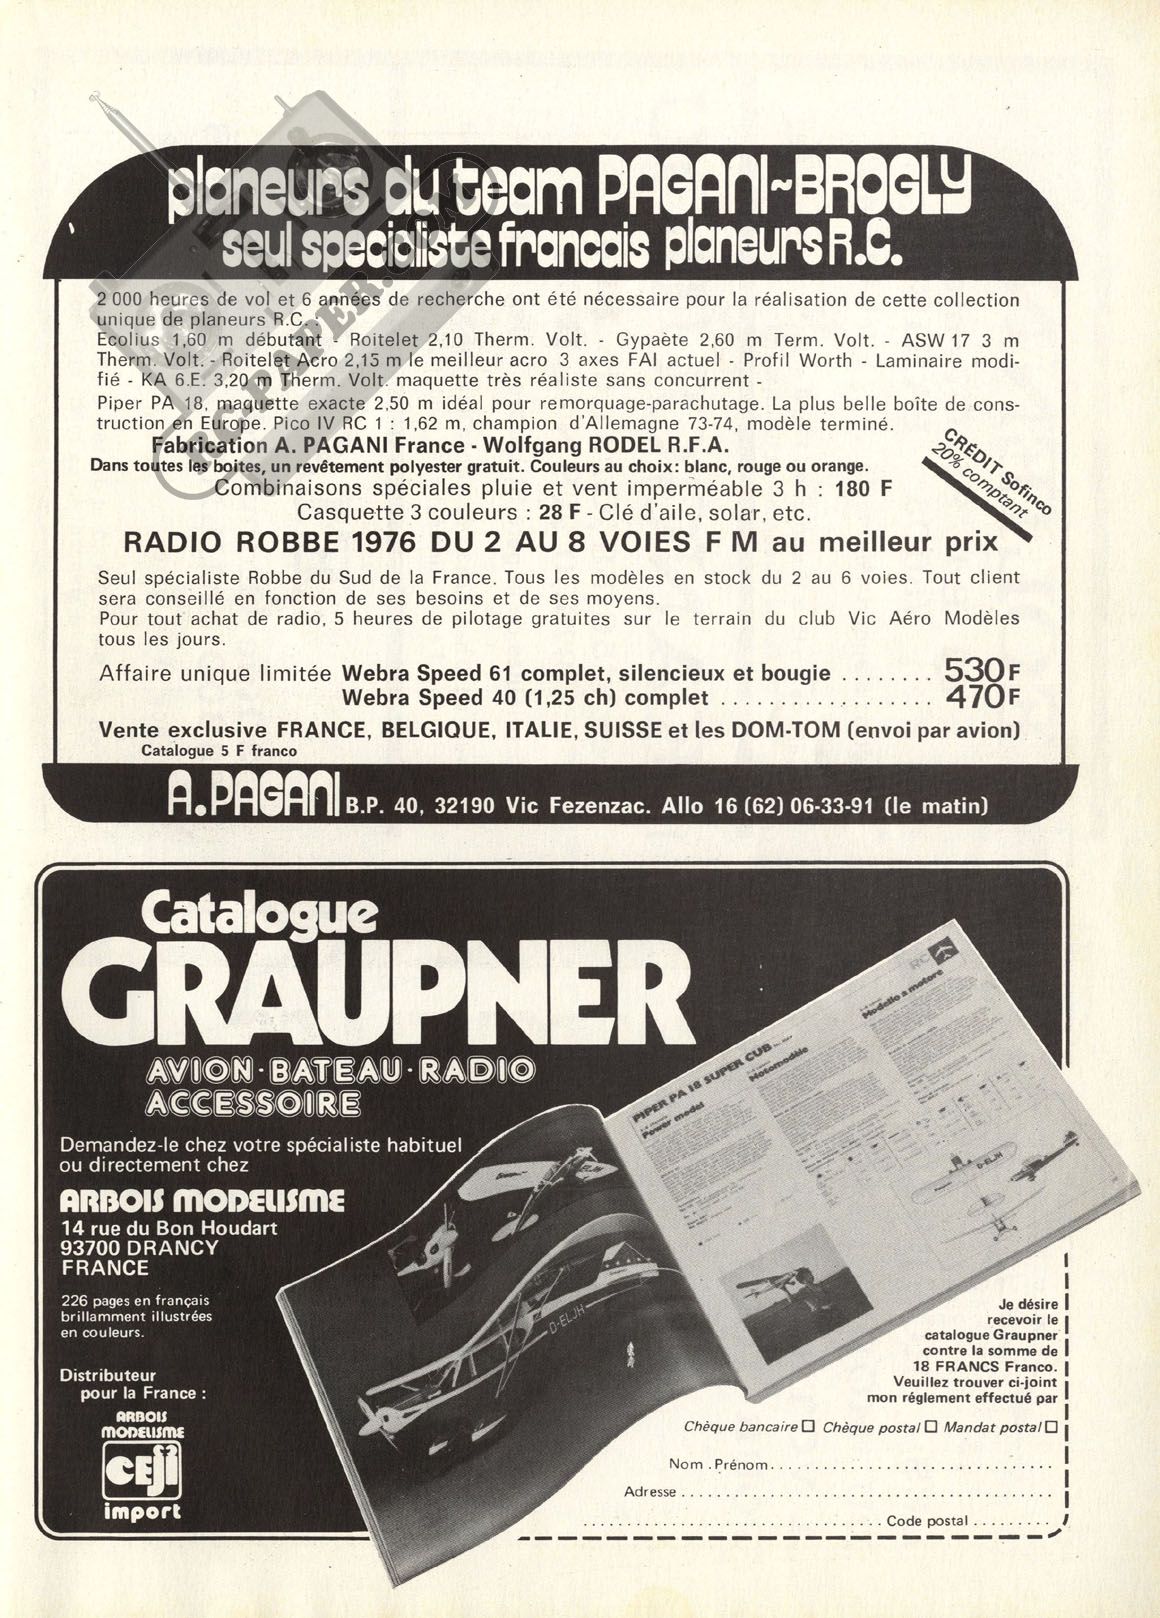 planeurs du team PAGANI~BROGLY
seul specialiste francais planeurs R.C.
RC-PAPER.COM
2 000 heures de vol et 6 années de recherche ont été nécessaire pour la réalisation de cette collection
unique de planeurs R.C. :
Ecolius 1,60 m débutant - Roitelet 2,10 Therm. Volt. - Gypaète 2,60 m Term. Volt. - ASW 17 3 m
Therm. Volt. - Roitelet Acro 2,15 m le meilleur acro 3 axes FAI actuel - Profil Worth - Laminaire modi-
fié - KA 6.E. 3,20 m Therm. Volt. maquette très réaliste sans concurrent -
Piper PA 18, maquette exacte 2,50 m idéal pour remorquage-parachutage. La plus belle boîte de cons-
truction en Europe. Pico IV RC 1 : 1,62 m, champion d'Allemagne 73-74, modèle terminé.
Fabrication A. PAGANI France - Wolfgang RODEL R.F.A.
Dans toutes les boites, un revêtement polyester gratuit. Couleurs au choix: blanc, rouge ou orange.
Combinaisons spéciales pluie et vent imperméable 3 h : 180 F
Casquette 3 couleurs : 28 F - Clé d'aile, solar, etc.
CRÉDIT Sofinco
20% comptant
RADIO ROBBE 1976 DU 2 AU 8 VOIES F M au meilleur prix
Seul spécialiste Robbe du Sud de la France. Tous les modèles en stock du 2 au 6 voies. Tout client
sera conseillé en fonction de ses besoins et de ses moyens.
Pour tout achat de radio, 5 heures de pilotage gratuites sur le terrain du club Vic Aéro Modèles
tous les jours.
Affaire unique limitée Webra Speed 61 complet, silencieux et bougie ........ 530 F
Webra Speed 40 (1,25 ch) complet .................. 470 F
Vente exclusive FRANCE, BELGIQUE, ITALIE, SUISSE et les DOM-TOM (envoi par avion)
Catalogue 5 F franco
A. PAGANI B.P. 40, 32190 Vic Fezenzac. Allo 16 (62) 06-33-91 (le matin)
Catalogue
GRAUPNER
AVION · BATEAU · RADIO
ACCESSOIRE
Demandez-le chez votre spécialiste habituel
ou directement chez
ARBOIS MODELISME
14 rue du Bon Houdart
93700 DRANCY
FRANCE
226 pages en français
brillamment illustrées
en couleurs.
Distributeur
pour la France :
ARBOIS
MODELISME
CEJI
import
RC
PIPER PA 18 SUPER CUB
Power model
Motomodèle
Modello a motore
D-ELJH
D-ELJH
Je désire
recevoir le
catalogue Graupner
contre la somme de
18 FRANCS Franco.
Veuillez trouver ci-joint
mon réglement effectué par
Chèque bancaire □ Chèque postal □ Mandat postal □
Nom . Prénom................................
Adresse..........................................
.................................. Code postal.........